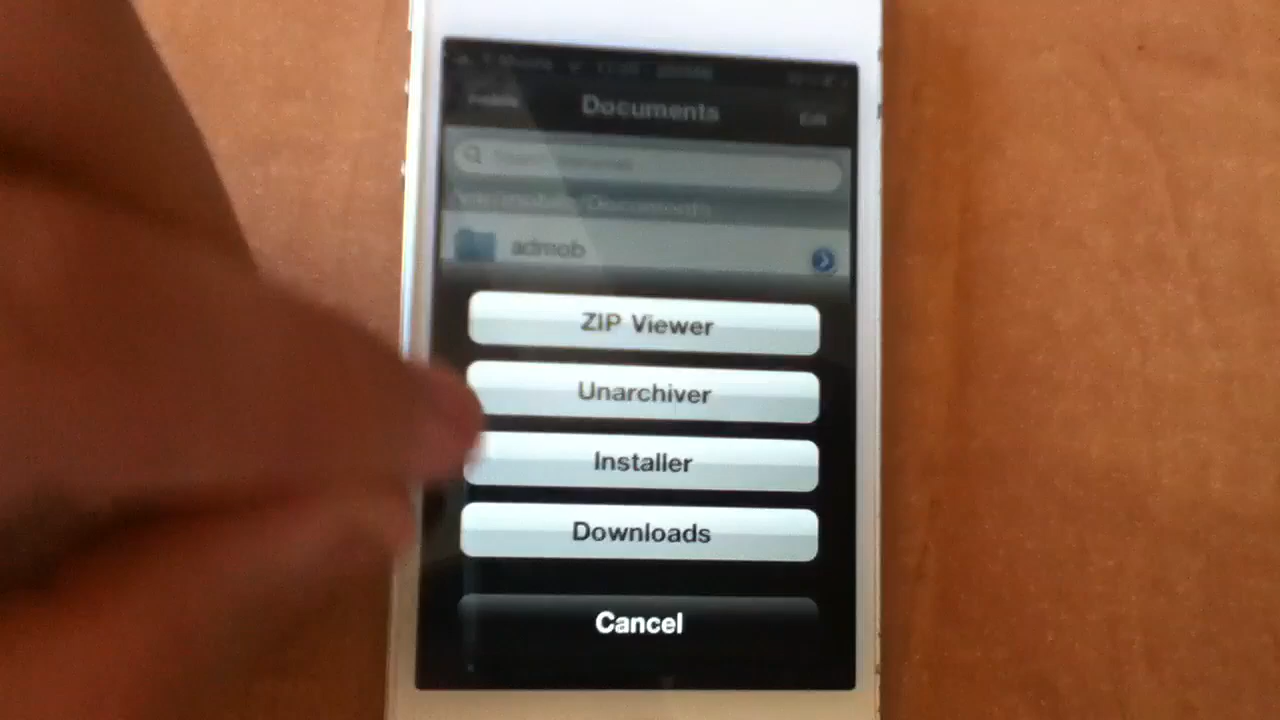 Documents
Edit
admob
ZIP Viewer
Unarchiver
Installer
Downloads
Cancel